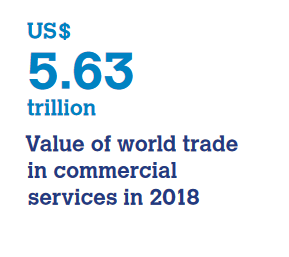 US$
5.63
trillion
Value of world trade
in commercial
services in 2018